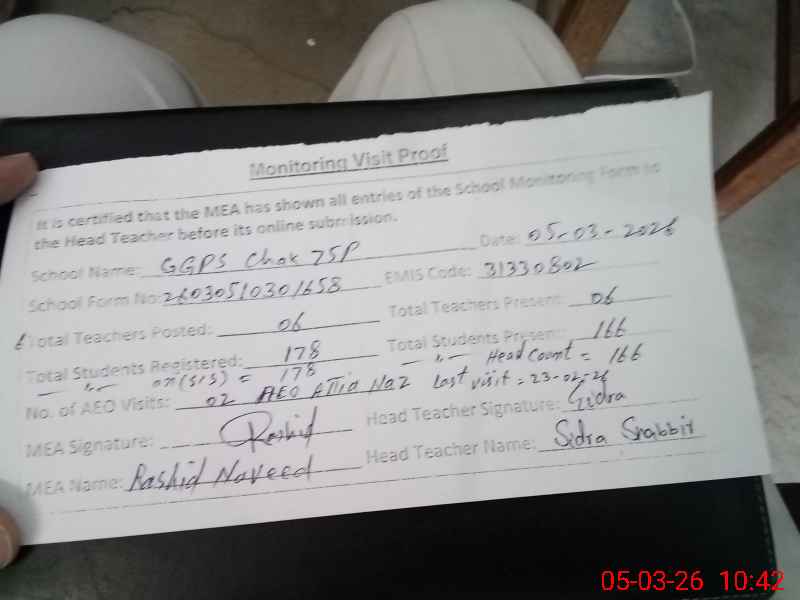 Monitoring Visit Proof
It is certified that the MEA has shown all entries of the School Monitoring Form to
the Head Teacher before its online submission.
School Name: GGPS Chak 75P Date: 05-03-2026
School Form No: 26030510301658 EMIS Code: 31330802
Total Teachers Posted: 06 Total Teachers Present: 06
Total Students Registered: 178 Total Students Present: 166
on (SIS) = 178 Head Count = 166
No. of AEO Visits: 02 AEO Attia Naz last visit = 23-02-26
MEA Signature: Rashid Head Teacher Signature: Sidra
MEA Name: Rashid Naveed Head Teacher Name: Sidra Shabbir
05-03-26 10:42